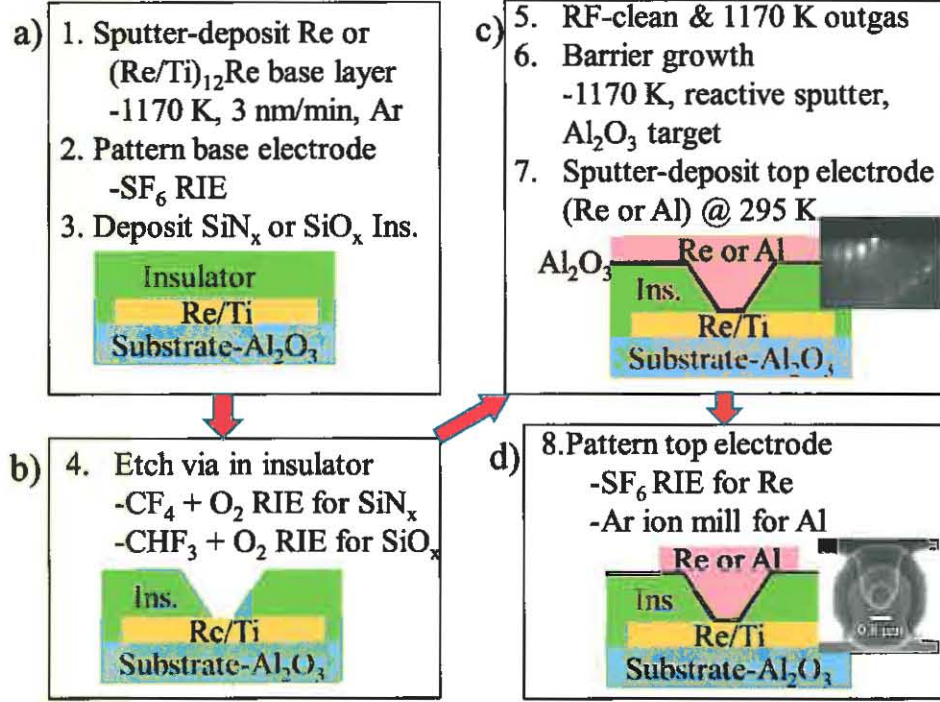 a)
1. Sputter-deposit Re or
(Re/Ti)₁₂Re base layer
-1170 K, 3 nm/min, Ar
2. Pattern base electrode
-SF₆ RIE
3. Deposit SiNₓ or SiOₓ Ins.
Insulator
Re/Ti
Substrate-Al₂O₃
b)
4. Etch via in insulator
-CF₄ + O₂ RIE for SiNₓ
-CHF₃ + O₂ RIE for SiOₓ
Ins.
Re/Ti
Substrate-Al₂O₃
c)
5. RF-clean & 1170 K outgas
6. Barrier growth
-1170 K, reactive sputter,
Al₂O₃ target
7. Sputter-deposit top electrode
(Re or Al) @ 295 K
Re or Al
Al₂O₃
Ins.
Re/Ti
Substrate-Al₂O₃
d)
8.Pattern top electrode
-SF₆ RIE for Re
-Ar ion mill for Al
Re or Al
Ins
Re/Ti
Substrate-Al₂O₃